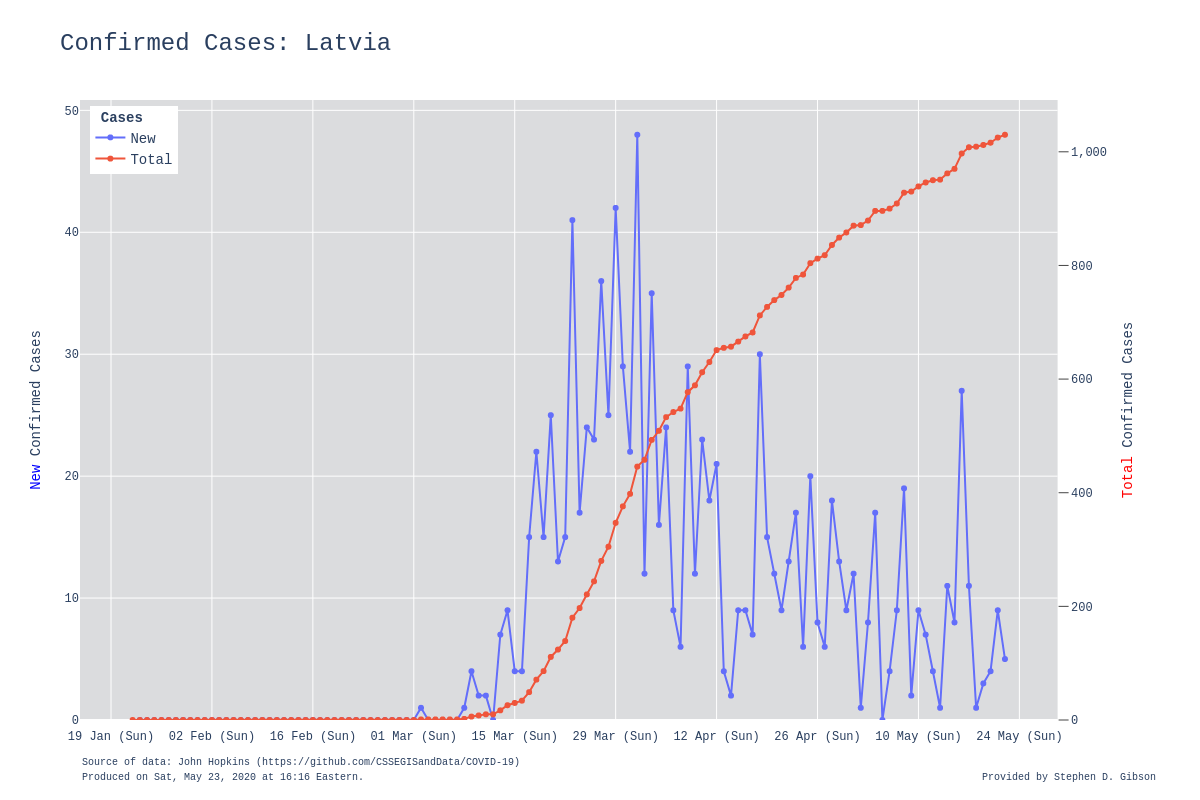 Confirmed Cases: Latvia
Cases
New
Total
50
40
30
20
10
0
1,000
800
600
400
200
0
New Confirmed Cases
Total Confirmed Cases
19 Jan (Sun) 02 Feb (Sun) 16 Feb (Sun) 01 Mar (Sun) 15 Mar (Sun) 29 Mar (Sun) 12 Apr (Sun) 26 Apr (Sun) 10 May (Sun) 24 May (Sun)
Source of data: John Hopkins (https://github.com/CSSEGISandData/COVID-19)
Produced on Sat, May 23, 2020 at 16:16 Eastern.
Provided by Stephen D. Gibson